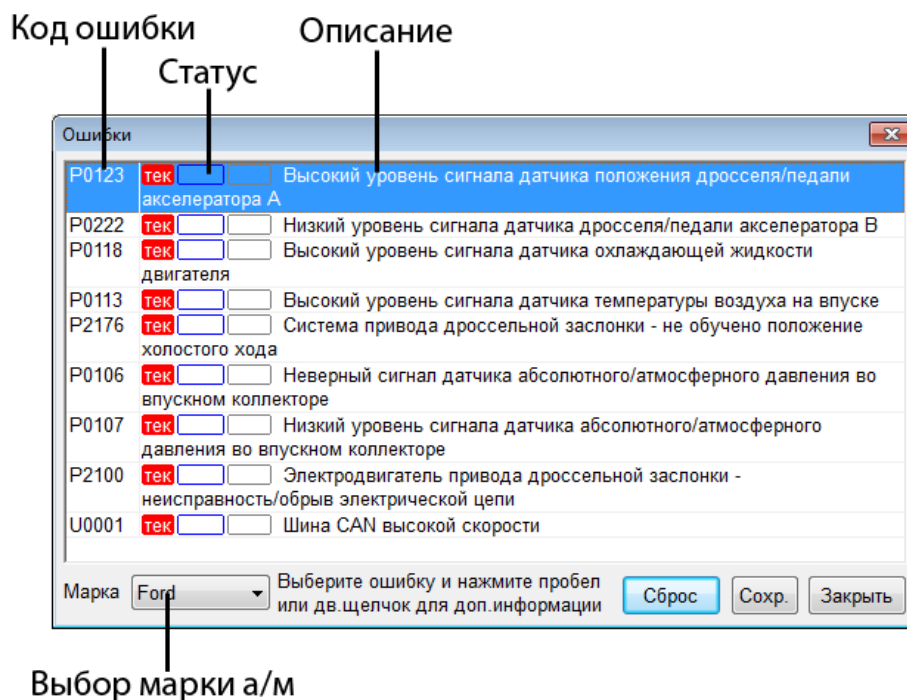 Код ошибки
Описание
Статус
Ошибки
P0123 тек Высокий уровень сигнала датчика положения дросселя/педали
акселератора А
P0222 тек Низкий уровень сигнала датчика дросселя/педали акселератора В
P0118 тек Высокий уровень сигнала датчика охлаждающей жидкости
двигателя
P0113 тек Высокий уровень сигнала датчика температуры воздуха на впуске
P2176 тек Система привода дроссельной заслонки - не обучено положение
холостого хода
P0106 тек Неверный сигнал датчика абсолютного/атмосферного давления во
впускном коллекторе
P0107 тек Низкий уровень сигнала датчика абсолютного/атмосферного
давления во впускном коллекторе
P2100 тек Электродвигатель привода дроссельной заслонки -
неисправность/обрыв электрической цепи
U0001 тек Шина CAN высокой скорости
Марка Ford Выберите ошибку и нажмите пробел
или дв.щелчок для доп.информации
Сброс Сохр. Закрыть
Выбор марки а/м